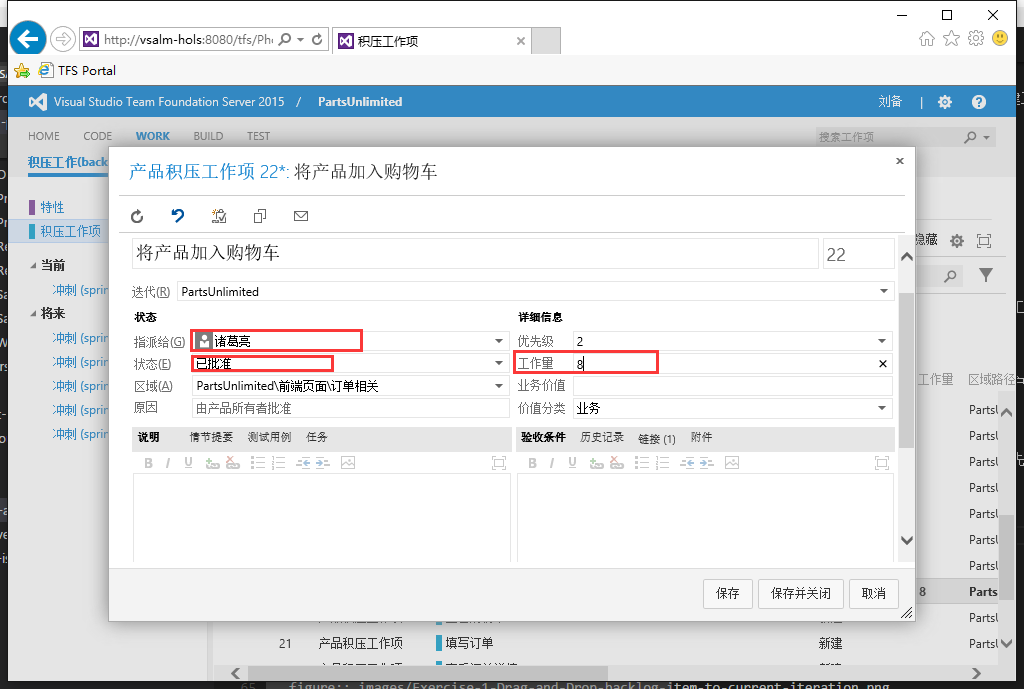 http://vsalm-hols:8080/tfs/Ph
积压工作项
TFS Portal
Visual Studio Team Foundation Server 2015 / PartsUnlimited
刘备
HOME CODE WORK BUILD TEST
搜索工作项
积压工作(back
产品积压工作项 22*: 将产品加入购物车
特性
积压工作项
当前
冲刺 (sprin
将来
冲刺 (sprin
冲刺 (sprin
冲刺 (sprin
冲刺 (sprin
冲刺 (sprin
隐藏
将产品加入购物车 22
迭代(R) PartsUnlimited
状态 详细信息
指派给(G) 诸葛亮 优先级 2
状态(E) 已批准 工作量 8
区域(A) PartsUnlimited\前端页面\订单相关 业务价值
原因 由产品所有者批准 价值分类 业务
说明 情节提要 测试用例 任务 验收条件 历史记录 链接 (1) 附件
B I U B I U
保存 保存并关闭 取消
工作量 区域路径
PartsU
PartsU
PartsU
PartsU
PartsU
PartsU
PartsU
8 Parts
PartsU
21 产品积压工作项 填写订单 新建 PartsU
65 figure:: images/Exercise-1-Drag-and-Drop-backlog-item-to-current-iteration.png